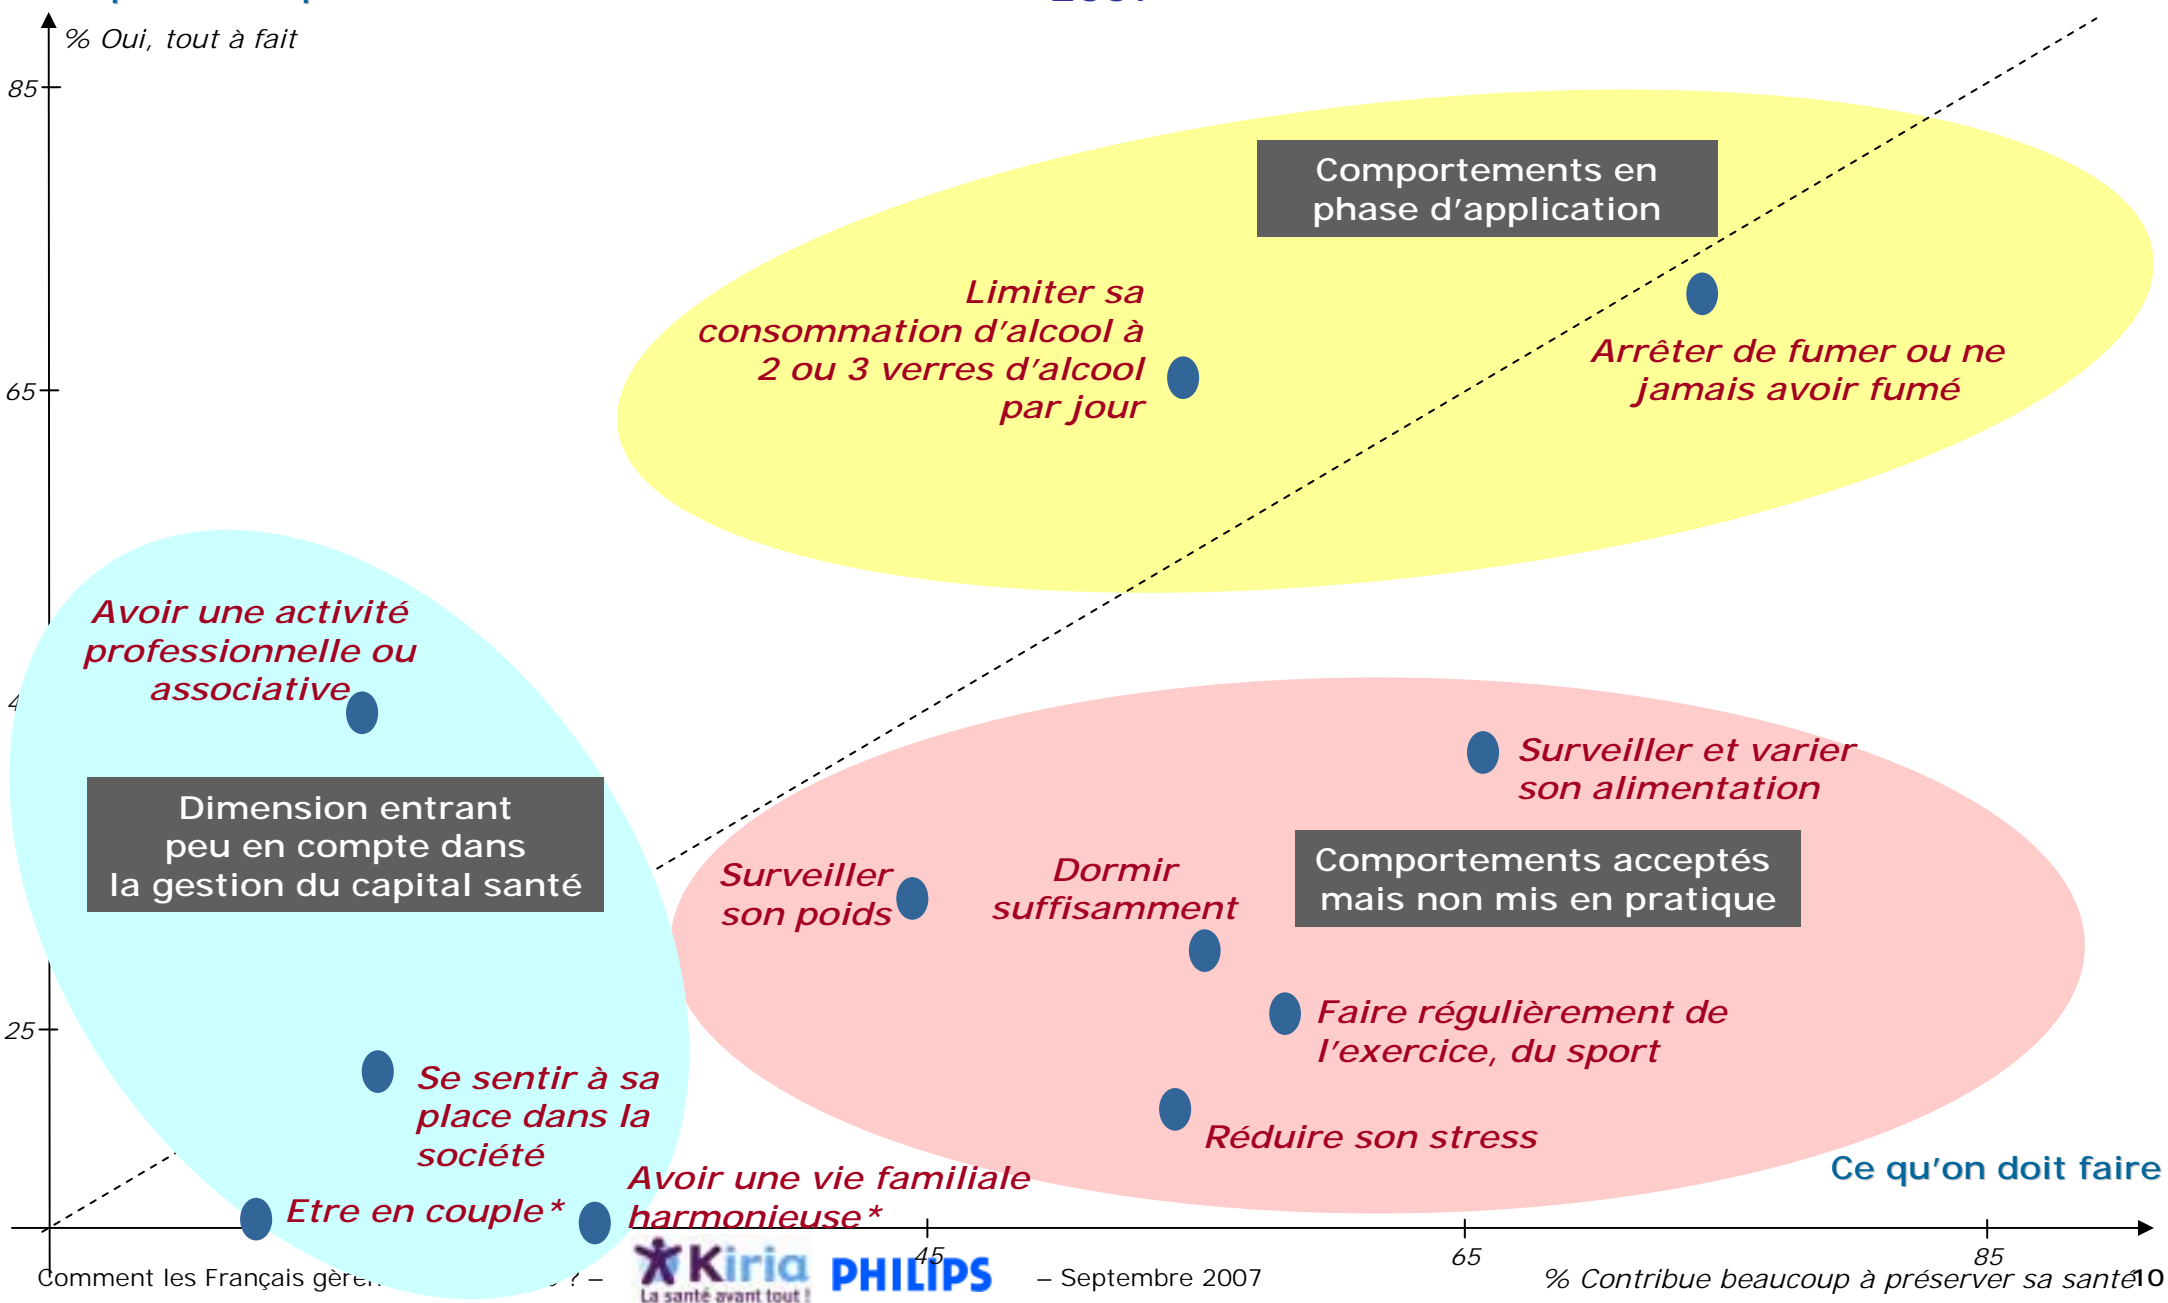 % Oui, tout à fait
85
Comportements en
phase d'application
Limiter sa
consommation d'alcool à
2 ou 3 verres d'alcool
par jour
Arrêter de fumer ou ne
jamais avoir fumé
65
Avoir une activité
professionnelle ou
associative
Surveiller et varier
son alimentation
Dimension entrant
peu en compte dans
la gestion du capital santé
Surveiller
son poids
Dormir
suffisamment
Comportements acceptés
mais non mis en pratique
25
Faire régulièrement de
l'exercice, du sport
Se sentir à sa
place dans la
société
Réduire son stress
Ce qu'on doit faire
Avoir une vie familiale
harmonieuse*
Etre en couple*
45
65
85
Comment les Français ? –
Kiria
La santé avant tout !
PHILIPS
– Septembre 2007
% Contribue beaucoup à préserver sa santé
10